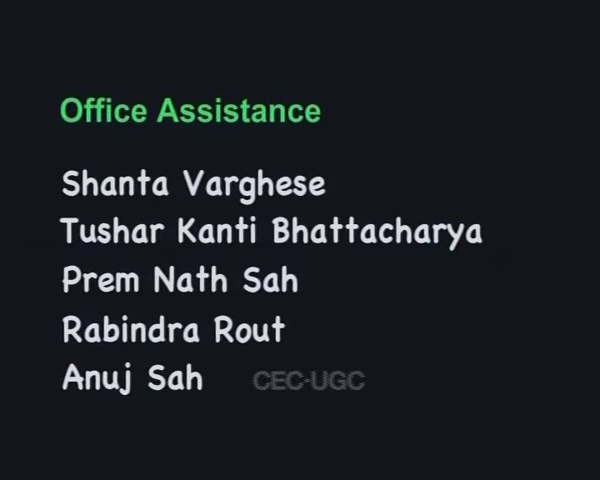 Office Assistance
Shanta Varghese
Tushar Kanti Bhattacharya
Prem Nath Sah
Rabindra Rout
Anuj Sah
CEC-UGC